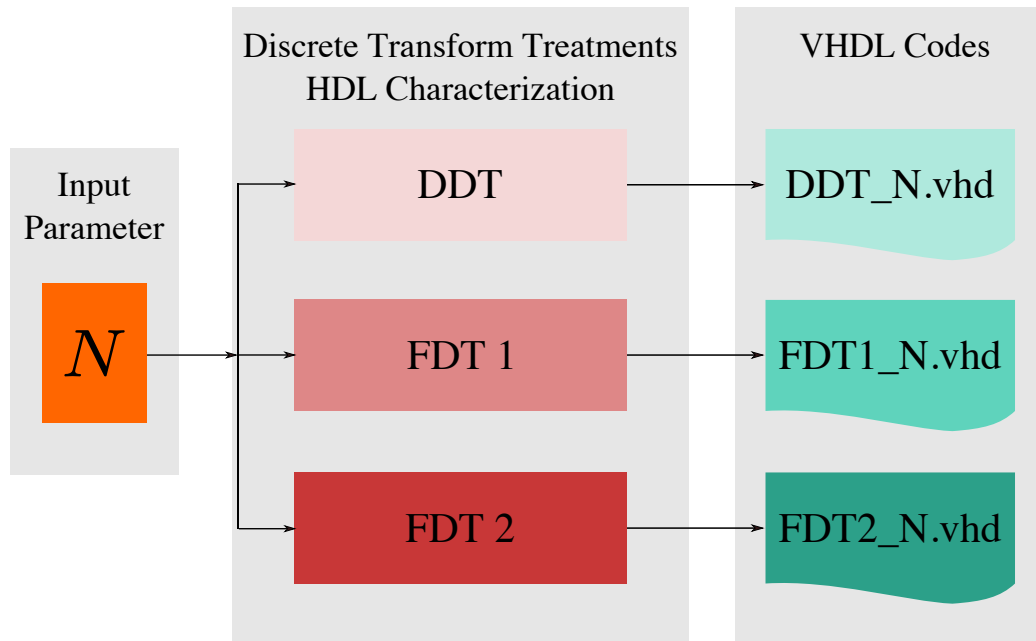 Input
Parameter
N
Discrete Transform Treatments
HDL Characterization
DDT
FDT 1
FDT 2
VHDL Codes
DDT_N.vhd
FDT1_N.vhd
FDT2_N.vhd